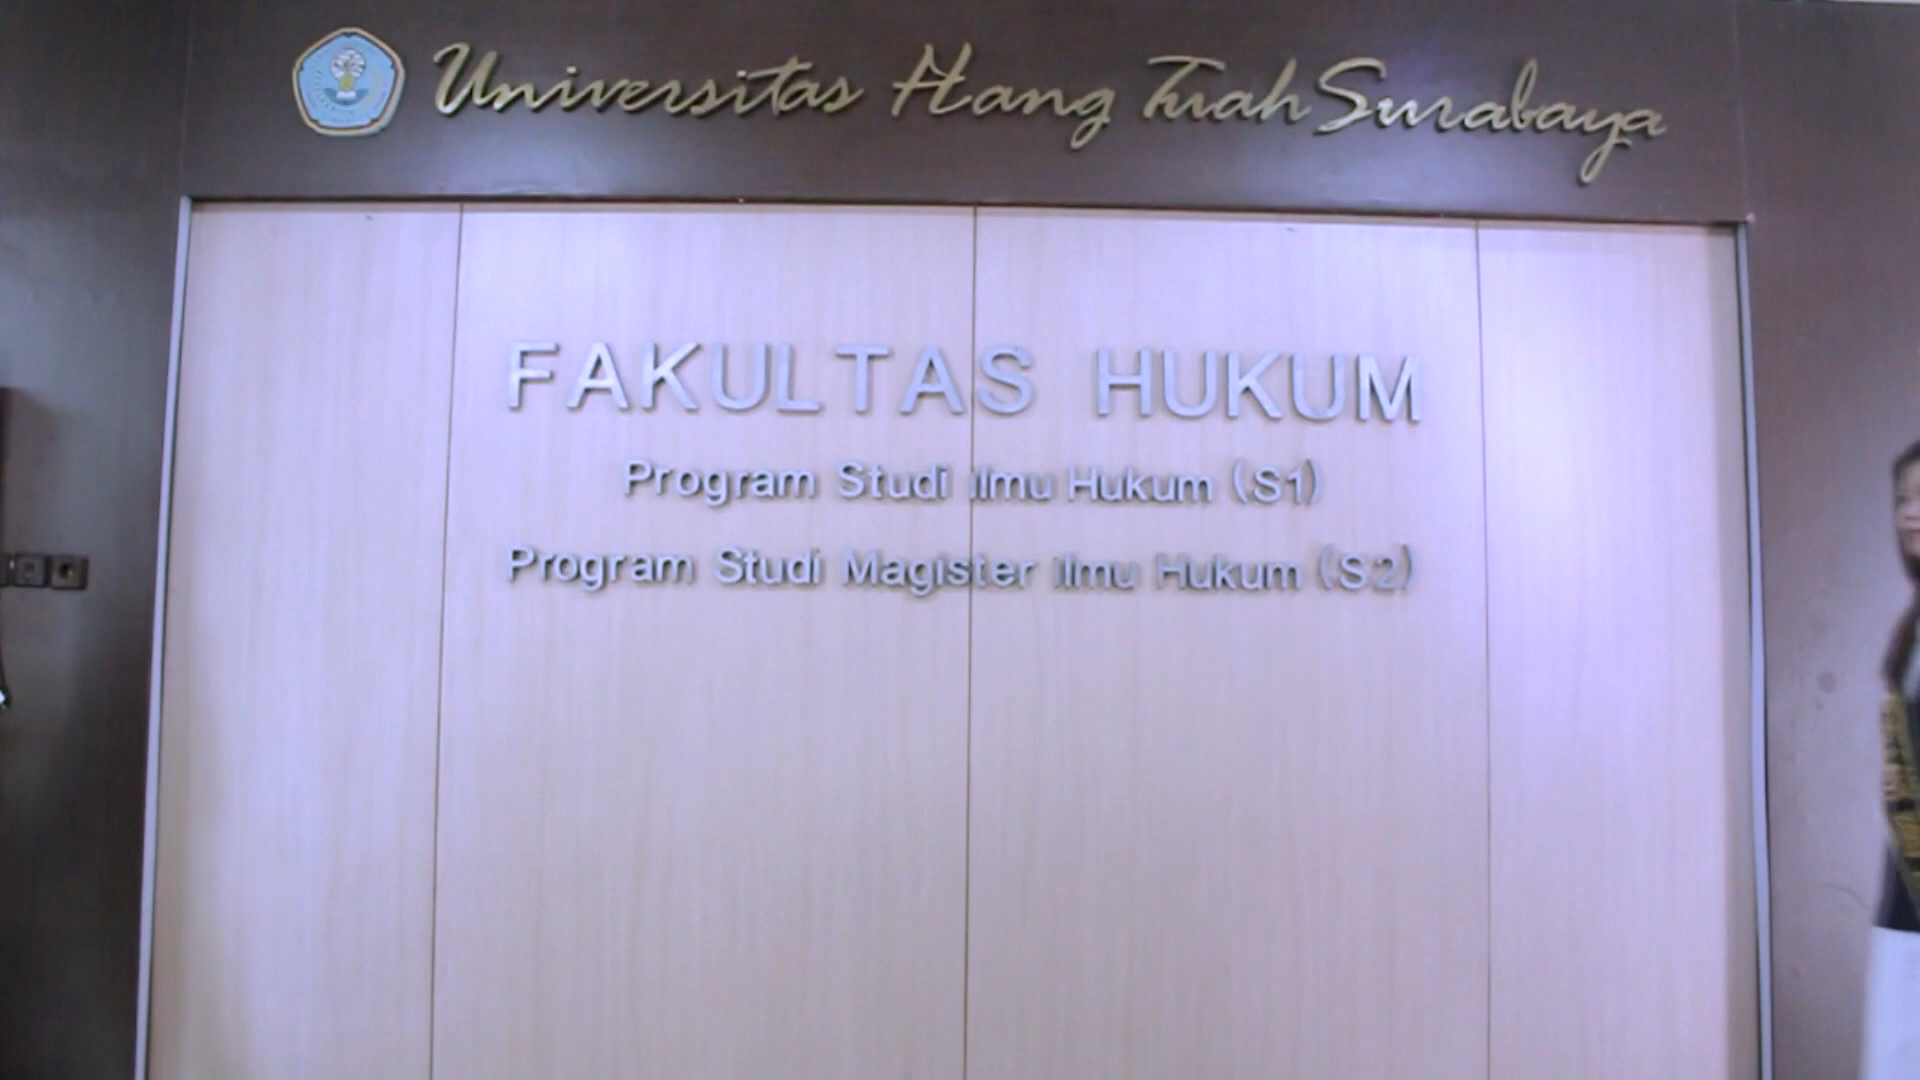 Universitas Hang Tuah Surabaya
FAKULTAS HUKUM
Program Studi ilmu Hukum (S1)
Program Studi Magister ilmu Hukum (S2)